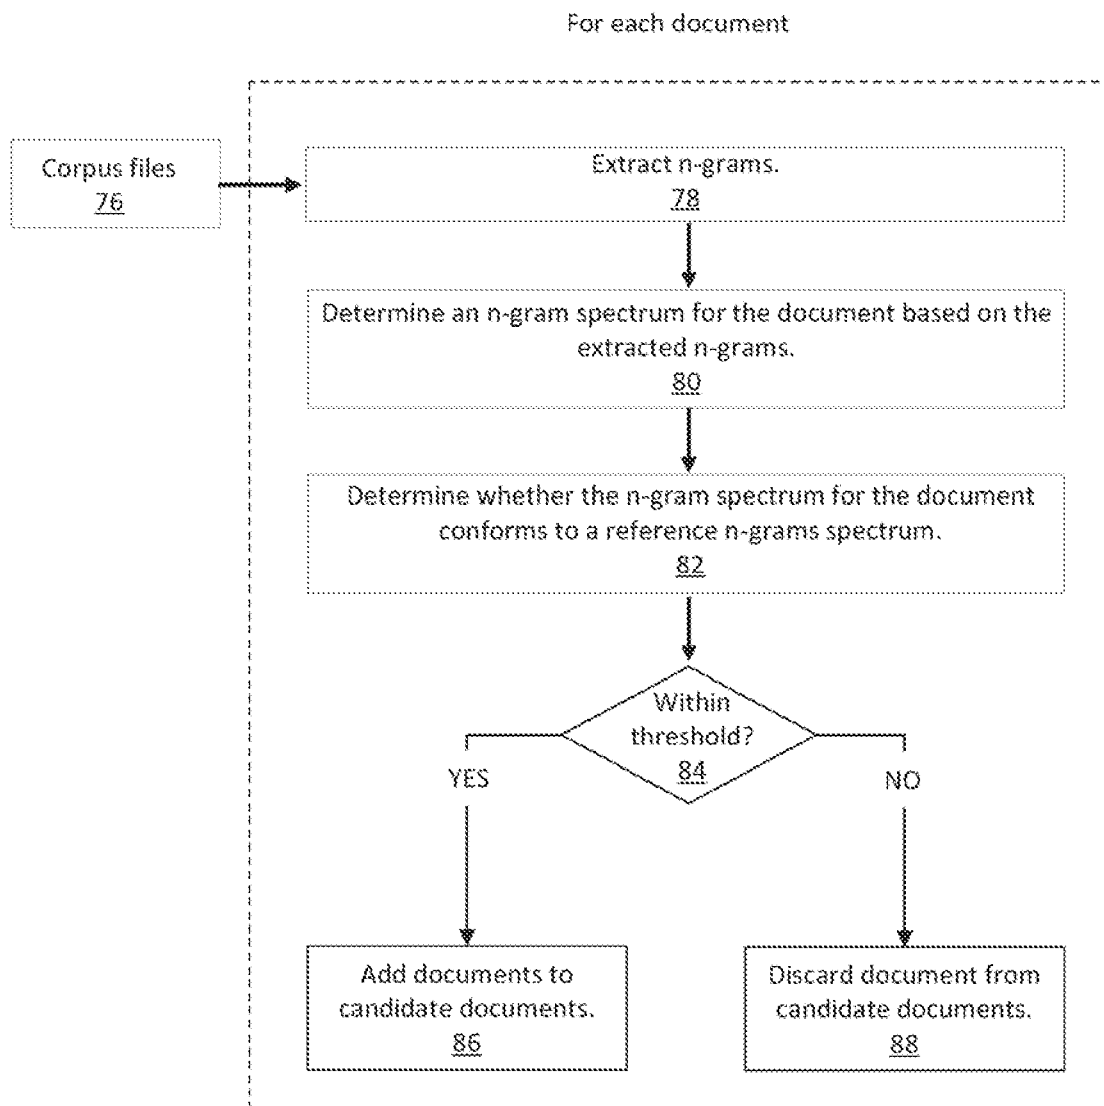 For each document
Corpus files
76
Extract n-grams.
78
Determine an n-gram spectrum for the document based on the
extracted n-grams.
80
Determine whether the n-gram spectrum for the document
conforms to a reference n-grams spectrum.
82
Within
threshold?
84
YES
NO
Add documents to
candidate documents.
86
Discard document from
candidate documents.
88